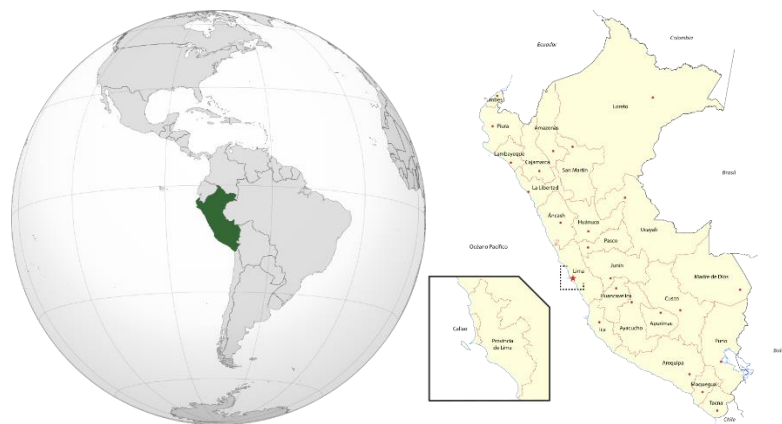 Ecuador
Colombia
Tumbes
Loreto
Piura
Amazonas
Lambayeque
Cajamarca
San Martín
Brasil
La Libertad
Áncash
Huánuco
Ucayali
Pasco
Océano Pacífico
Junín
Lima
Madre de Dios
Huancavelica
Cusco
Callao
Provincia
de Lima
Ica
Ayacucho
Apurímac
Puno
Boli
Arequipa
Moquegua
Tacna
Chile